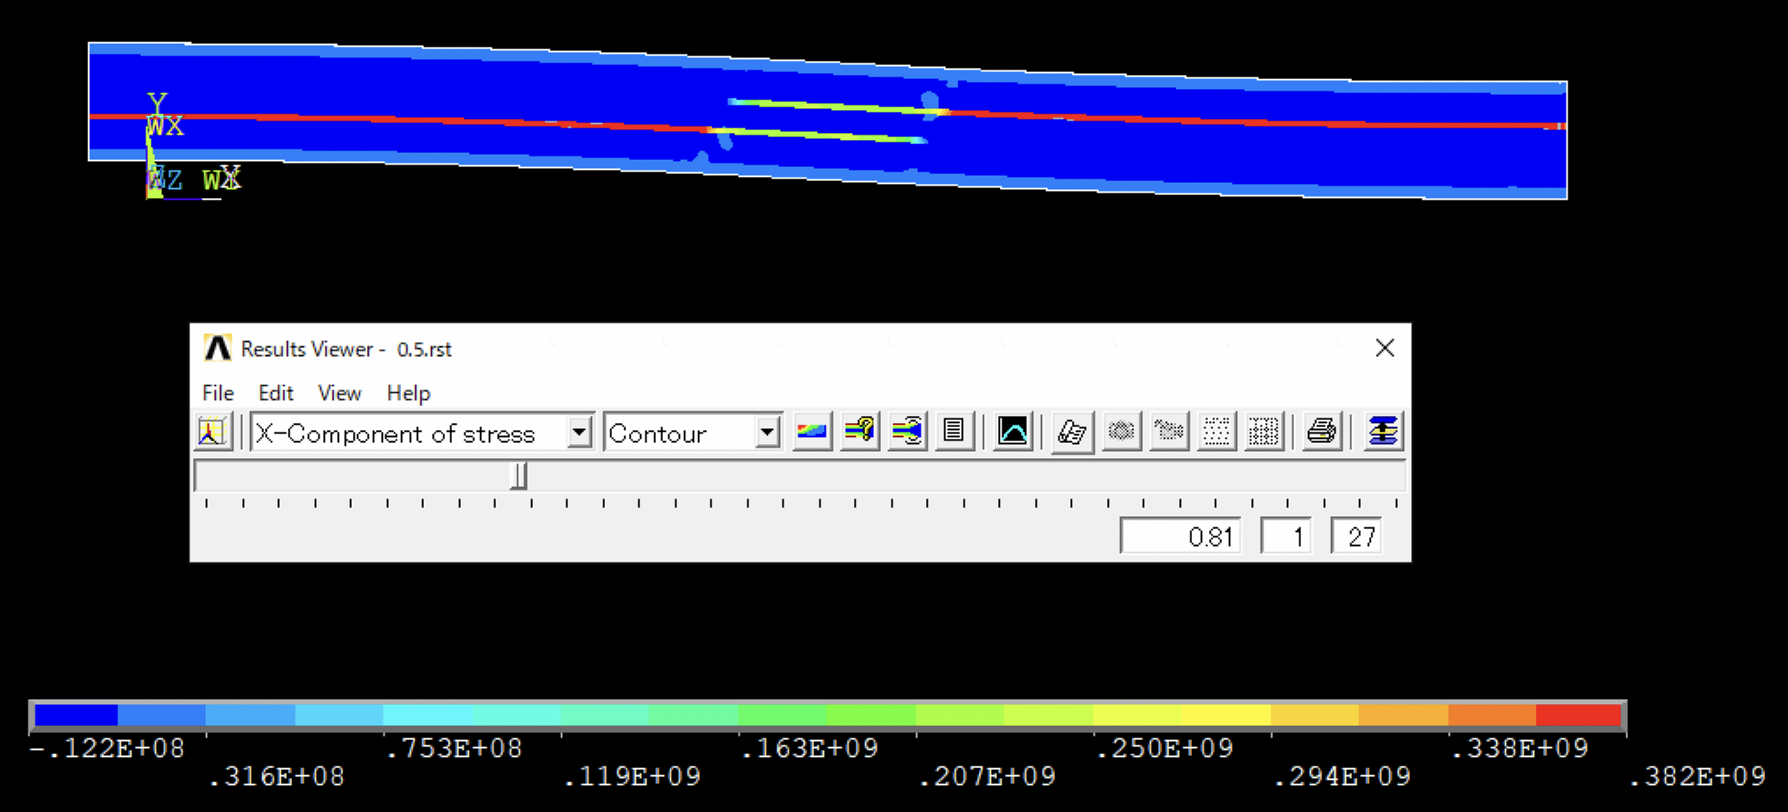 Y
WX
Z WX
Results Viewer - 0.5.rst
File Edit View Help
X-Component of stress Contour
0.81 1 27
-.122E+08 .753E+08 .163E+09 .250E+09 .338E+09
.316E+08 .119E+09 .207E+09 .294E+09 .382E+09